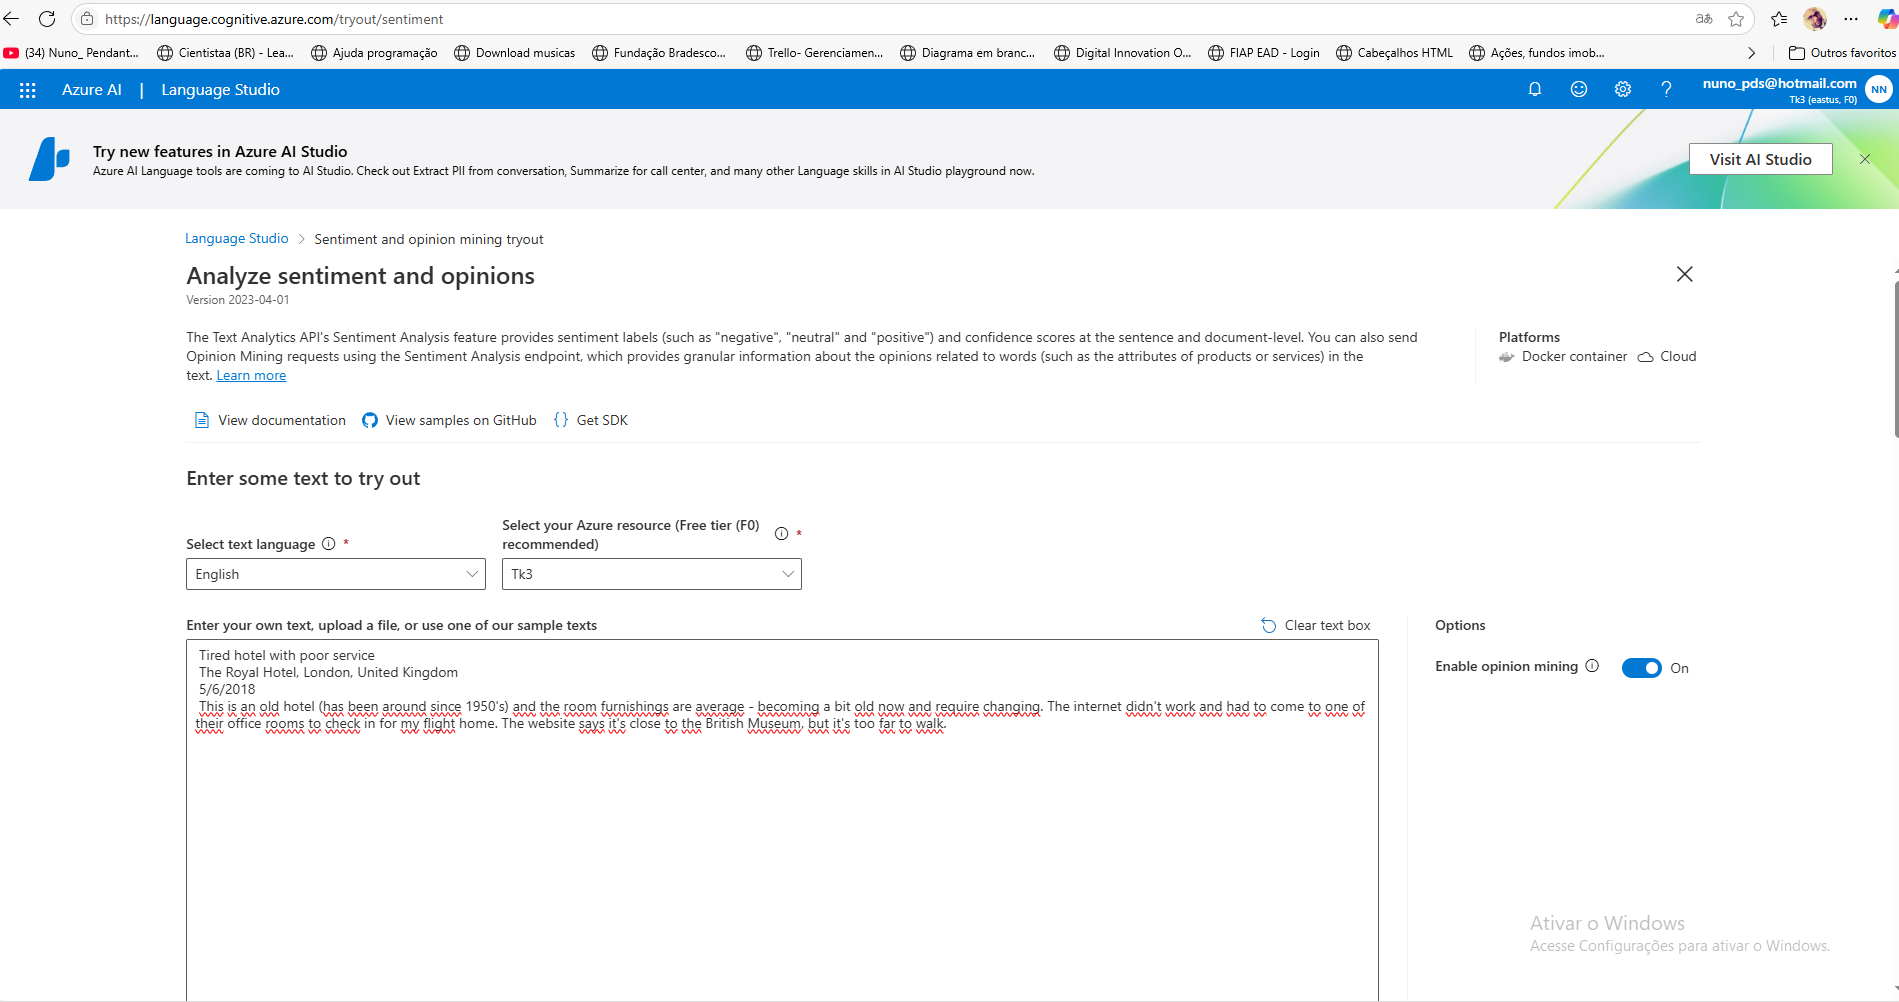 https://language.cognitive.azure.com/tryout/sentiment
(34) Nuno_ Pendant...
Cientistaa (BR) - Lea...
Ajuda programação
Download musicas
Fundação Bradesco...
Trello- Gerenciamen...
Diagrama em branc...
Digital Innovation O...
FIAP EAD - Login
Cabeçalhos HTML
Ações, fundos imob...
Outros favoritos
Azure AI | Language Studio
nuno_pds@hotmail.com
Tk3 (eastus, F0)
NN
Try new features in Azure AI Studio
Azure AI Language tools are coming to AI Studio. Check out Extract PII from conversation, Summarize for call center, and many other Language skills in AI Studio playground now.
Visit AI Studio
Language Studio > Sentiment and opinion mining tryout
Analyze sentiment and opinions
Version 2023-04-01
The Text Analytics API's Sentiment Analysis feature provides sentiment labels (such as "negative", "neutral" and "positive") and confidence scores at the sentence and document-level. You can also send
Opinion Mining requests using the Sentiment Analysis endpoint, which provides granular information about the opinions related to words (such as the attributes of products or services) in the
text. Learn more
Platforms
Docker container
Cloud
View documentation
View samples on GitHub
Get SDK
Enter some text to try out
Select text language *
English
Select your Azure resource (Free tier (F0)
recommended) *
Tk3
Enter your own text, upload a file, or use one of our sample texts
Clear text box
Tired hotel with poor service
The Royal Hotel, London, United Kingdom
5/6/2018
This is an old hotel (has been around since 1950's) and the room furnishings are average - becoming a bit old now and require changing. The internet didn't work and had to come to one of
their office rooms to check in for my flight home. The website says it's close to the British Museum, but it's too far to walk.
Options
Enable opinion mining
On
Ativar o Windows
Acesse Configurações para ativar o Windows.